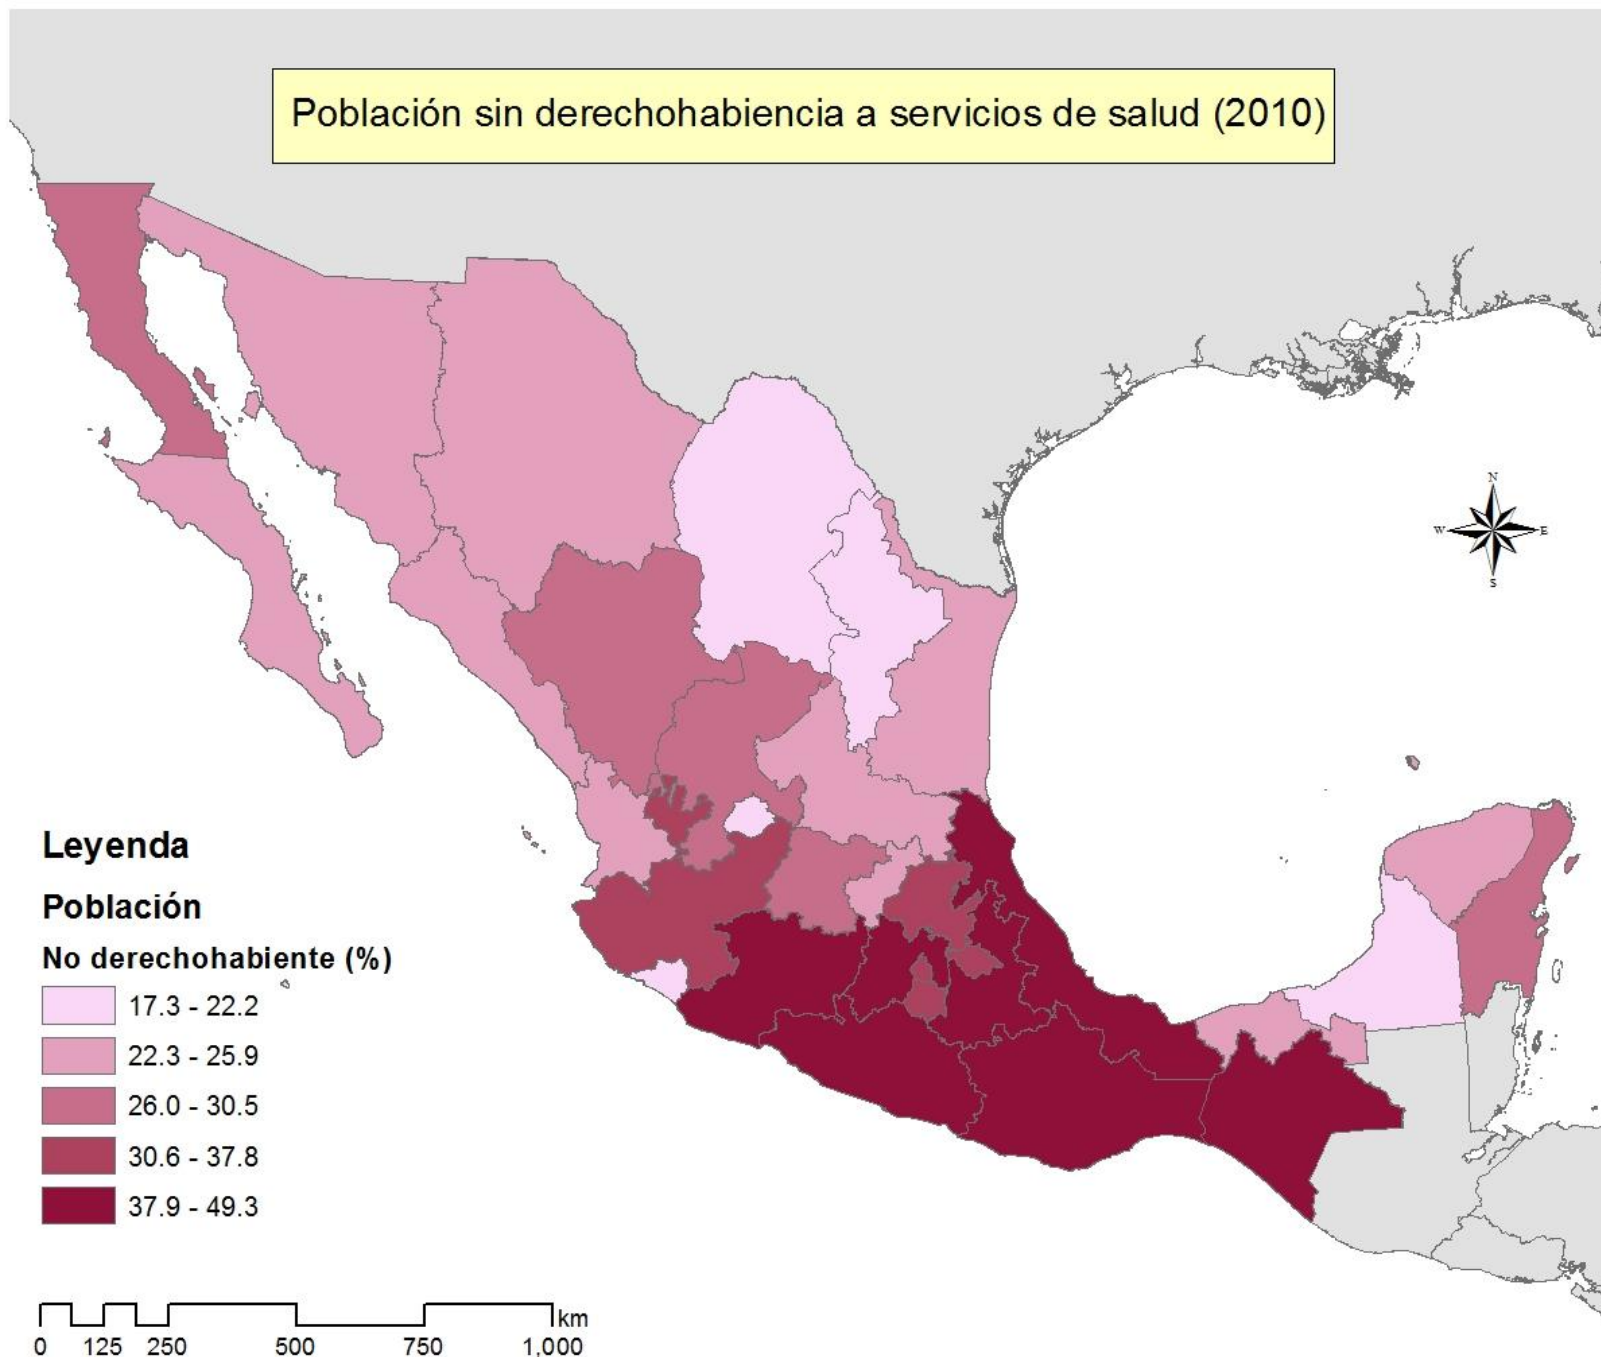 Población sin derechohabiencia a servicios de salud (2010)
N
W E
S
Leyenda
Población
No derechohabiente (%)
17.3 - 22.2
22.3 - 25.9
26.0 - 30.5
30.6 - 37.8
37.9 - 49.3
km
0 125 250 500 750 1,000